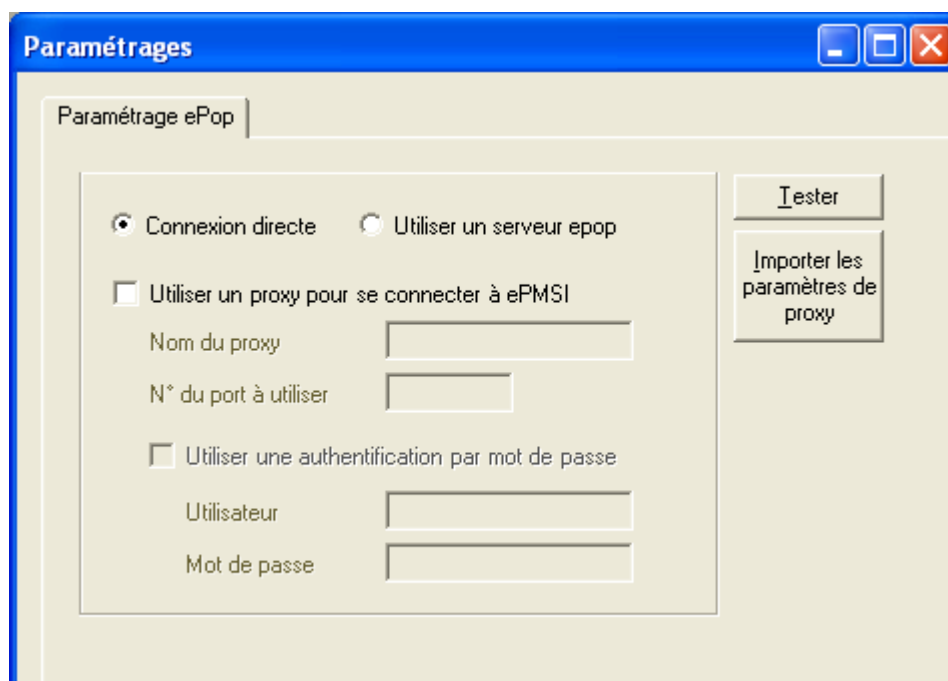 Paramétrages
Paramétrage ePop
Connexion directe
Utiliser un serveur epop
Tester
Utiliser un proxy pour se connecter à ePMSI
Importer les
paramètres de
proxy
Nom du proxy
N° du port à utiliser
Utiliser une authentification par mot de passe
Utilisateur
Mot de passe